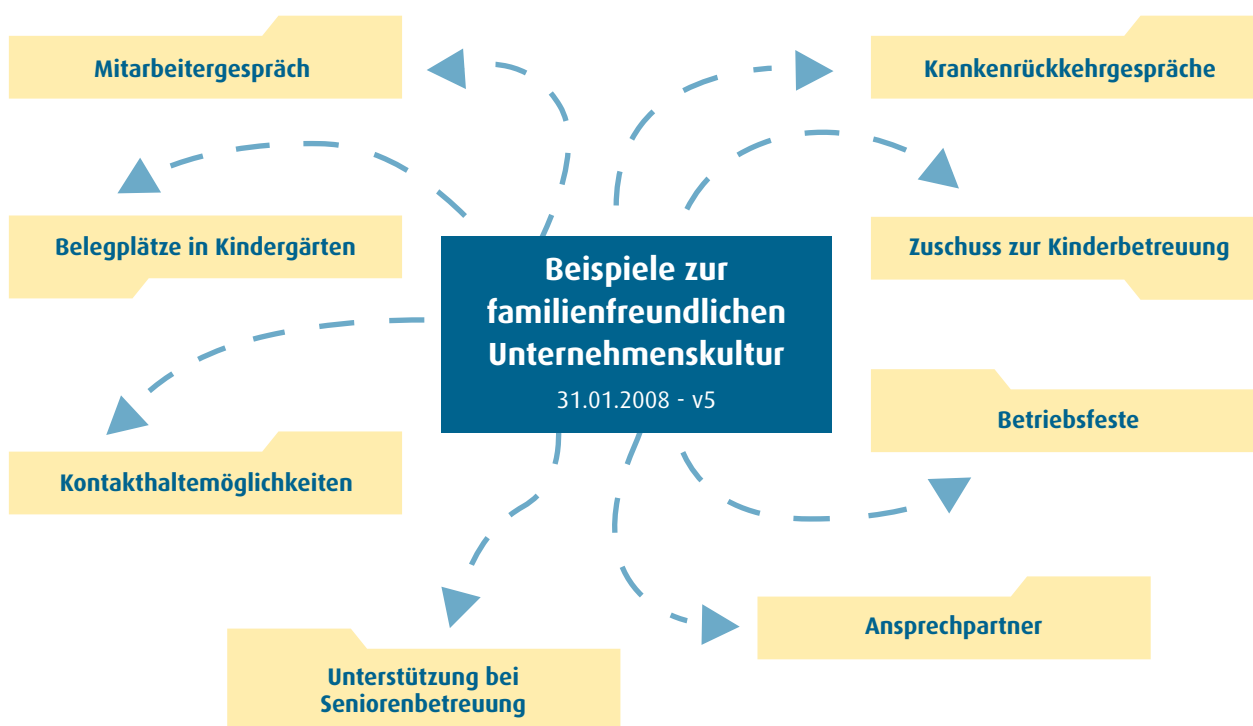 Mitarbeitergespräch
Krankenrückkehrgespräche
Belegplätze in Kindergärten
Zuschuss zur Kinderbetreuung
Beispiele zur
familienfreundlichen
Unternehmenskultur
31.01.2008 - v5
Betriebsfeste
Kontakthaltemöglichkeiten
Ansprechpartner
Unterstützung bei
Seniorenbetreuung